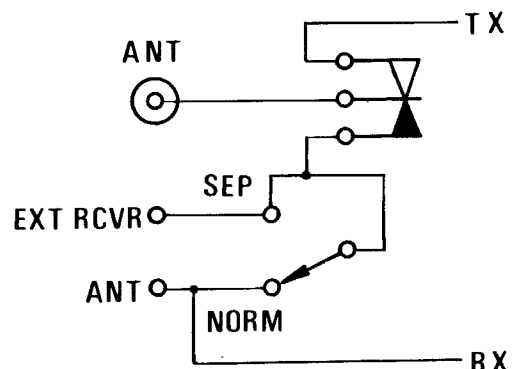 TX
ANT
SEP
EXT RCVR
ANT
NORM
RX